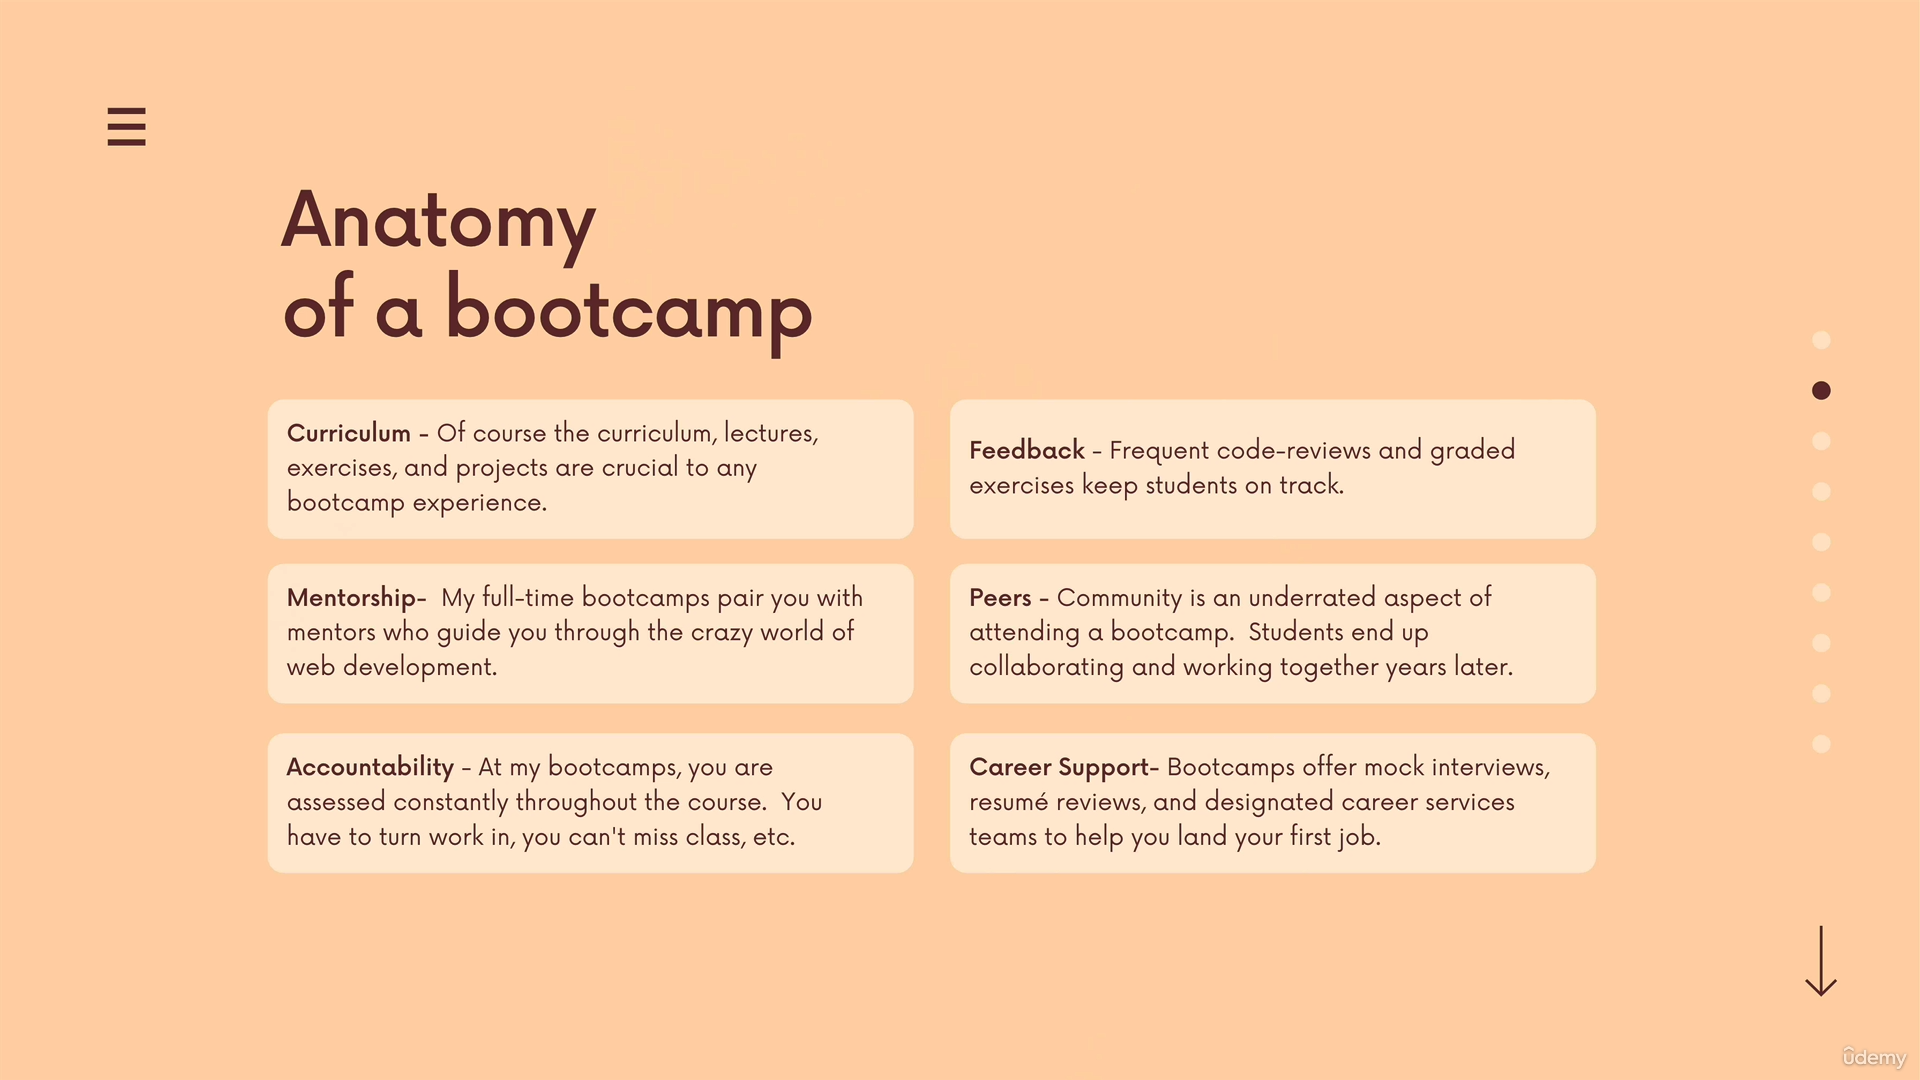 Anatomy
of a bootcamp
Curriculum - Of course the curriculum, lectures,
exercises, and projects are crucial to any
bootcamp experience.
Feedback - Frequent code-reviews and graded
exercises keep students on track.
Mentorship-  My full-time bootcamps pair you with
mentors who guide you through the crazy world of
web development.
Peers - Community is an underrated aspect of
attending a bootcamp.  Students end up
collaborating and working together years later.
Accountability - At my bootcamps, you are
assessed constantly throughout the course.  You
have to turn work in, you can't miss class, etc.
Career Support- Bootcamps offer mock interviews,
resumé reviews, and designated career services
teams to help you land your first job.
ûdemy